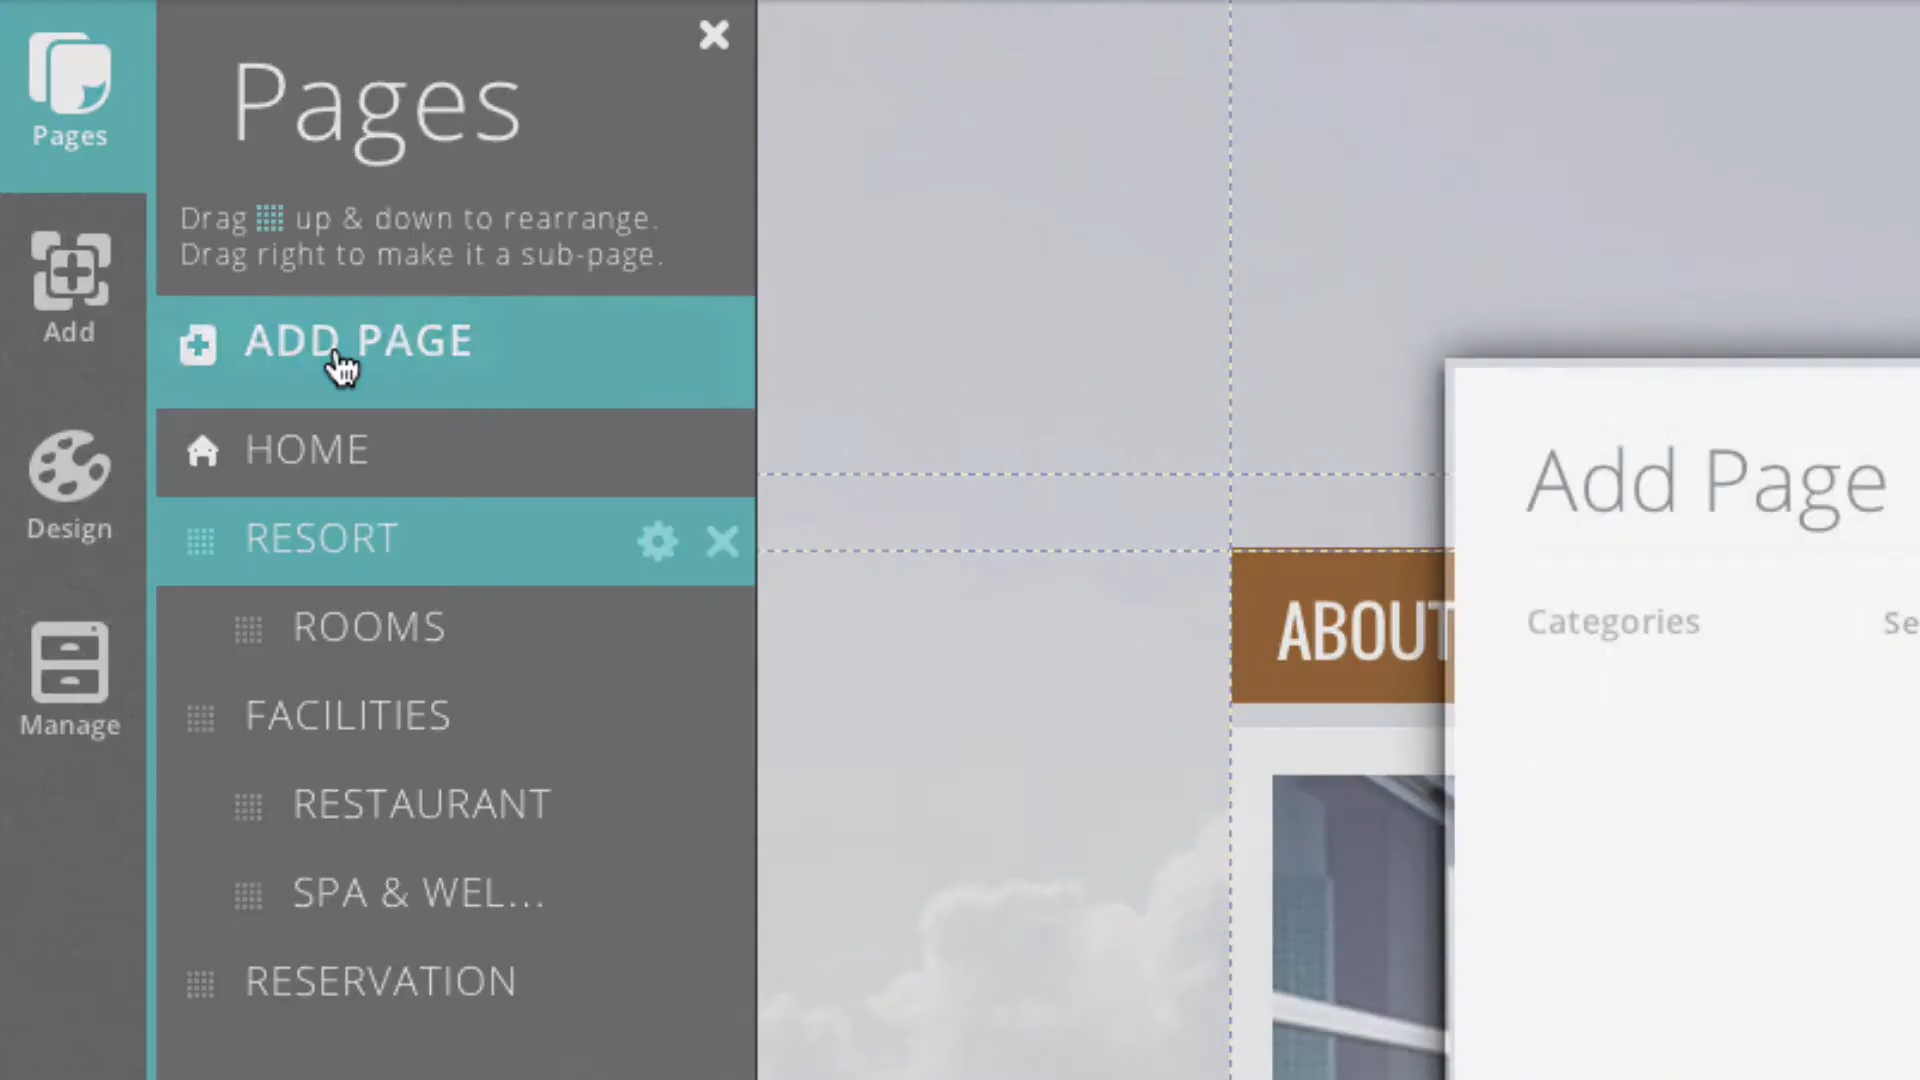 Pages
Add
Design
Manage
Pages
Drag up & down to rearrange.
Drag right to make it a sub-page.
ADD PAGE
HOME
RESORT
ROOMS
FACILITIES
RESTAURANT
SPA & WEL...
RESERVATION
ABOUT
Add Page
Categories
Se